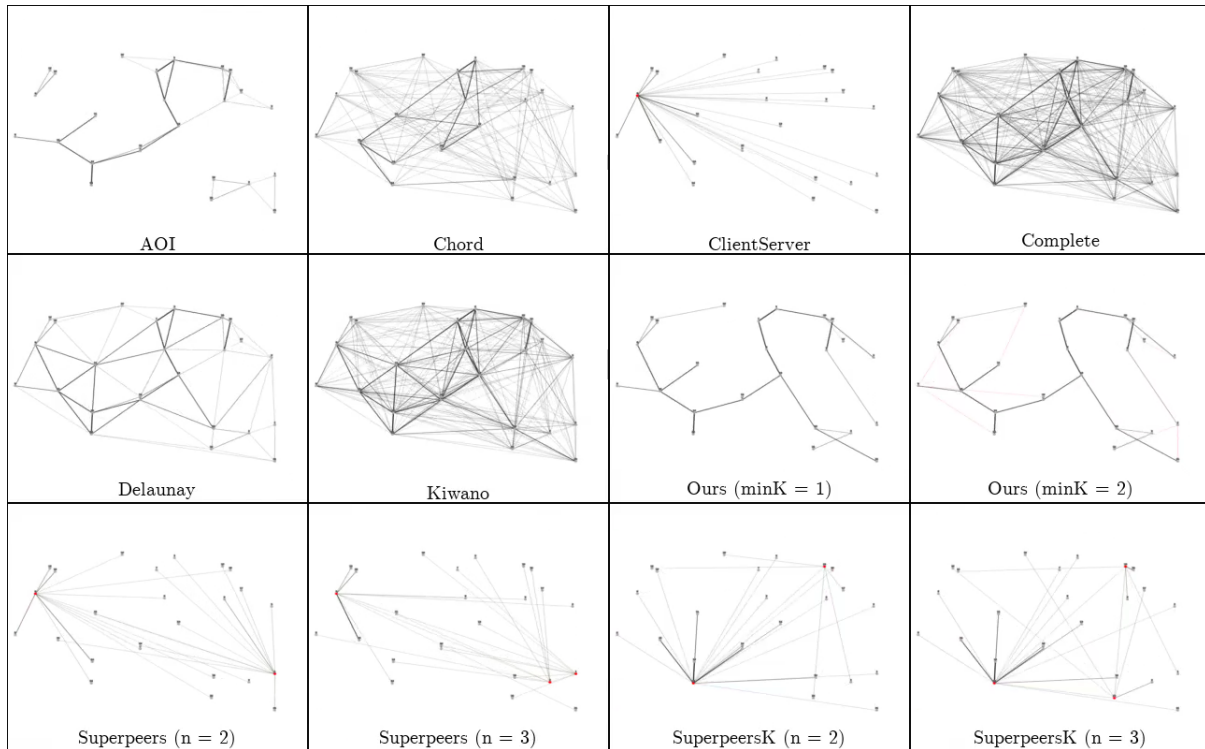 AOI
Chord
ClientServer
Complete
Delaunay
Kiwano
Ours (minK = 1)
Ours (minK = 2)
Superpeers (n = 2)
Superpeers (n = 3)
SuperpeersK (n = 2)
SuperpeersK (n = 3)